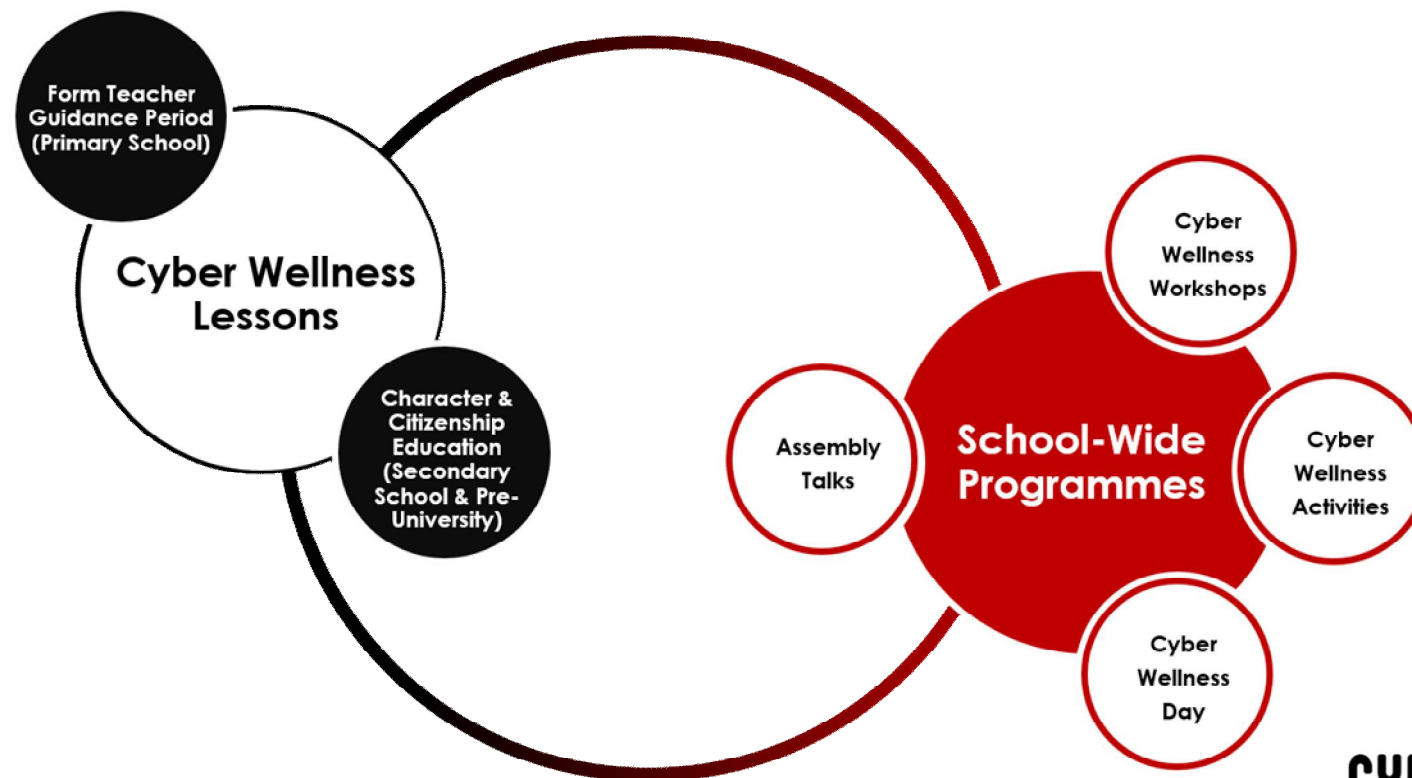 Form Teacher
Guidance Period
(Primary School)
Cyber Wellness
Lessons
Character &
Citizenship
Education
(Secondary
School & Pre-
University)
Assembly
Talks
School-Wide
Programmes
Cyber
Wellness
Workshops
Cyber
Wellness
Activities
Cyber
Wellness
Day